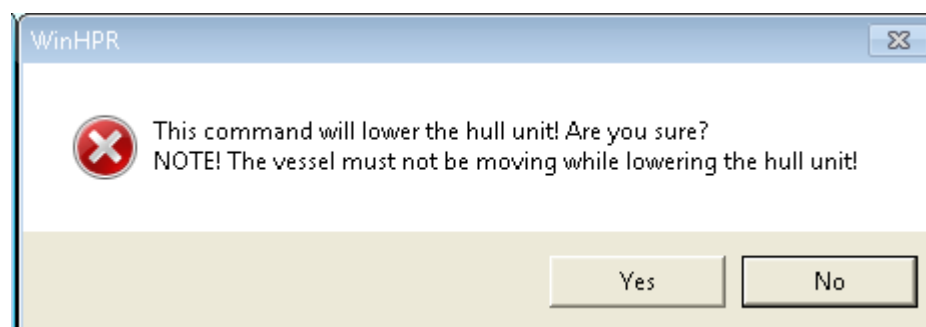 WinHPR
This command will lower the hull unit! Are you sure?
NOTE! The vessel must not be moving while lowering the hull unit!
Yes
No